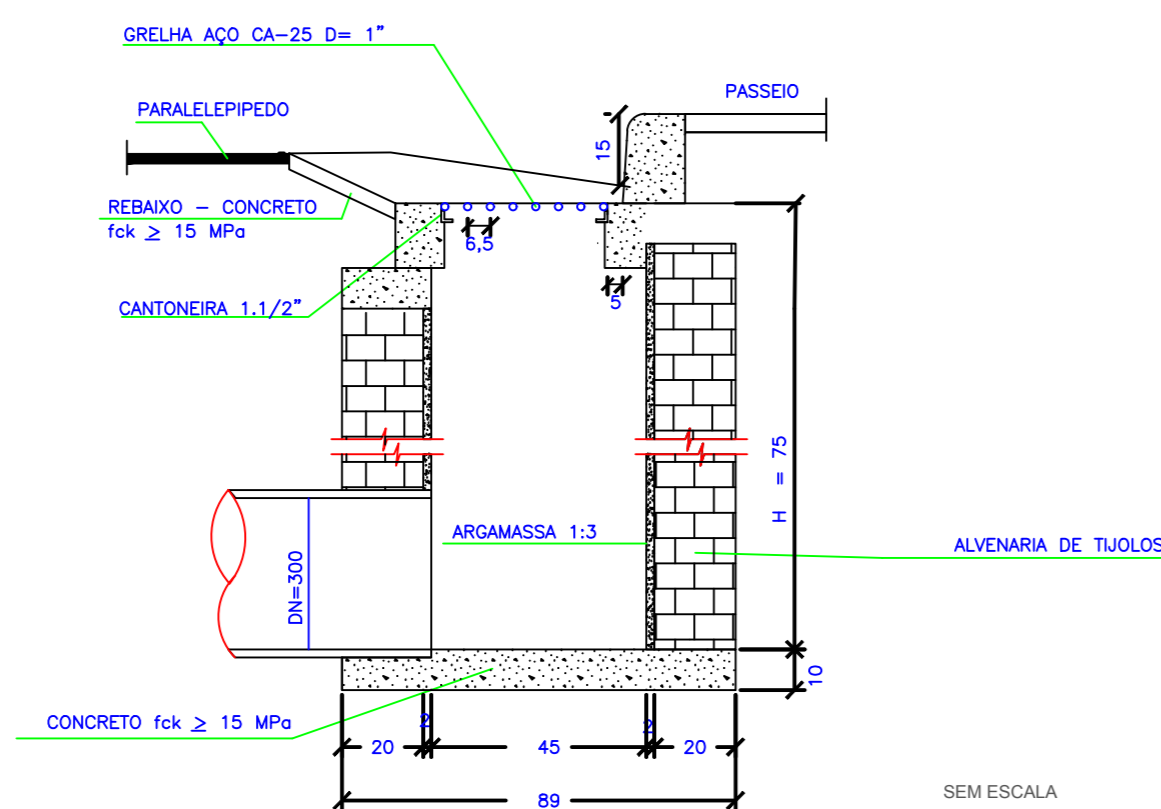 GRELHA AÇO CA-25 D= 1"
PASSEIO
PARALELEPIPEDO
15
REBAIXO - CONCRETO
fck ≥ 15 MPa
6,5
5
CANTONEIRA 1.1/2"
H = 75
ARGAMASSA 1:3
ALVENARIA DE TIJOLOS
DN=300
10
CONCRETO fck ≥ 15 MPa
2
2
20
45
20
89
SEM ESCALA